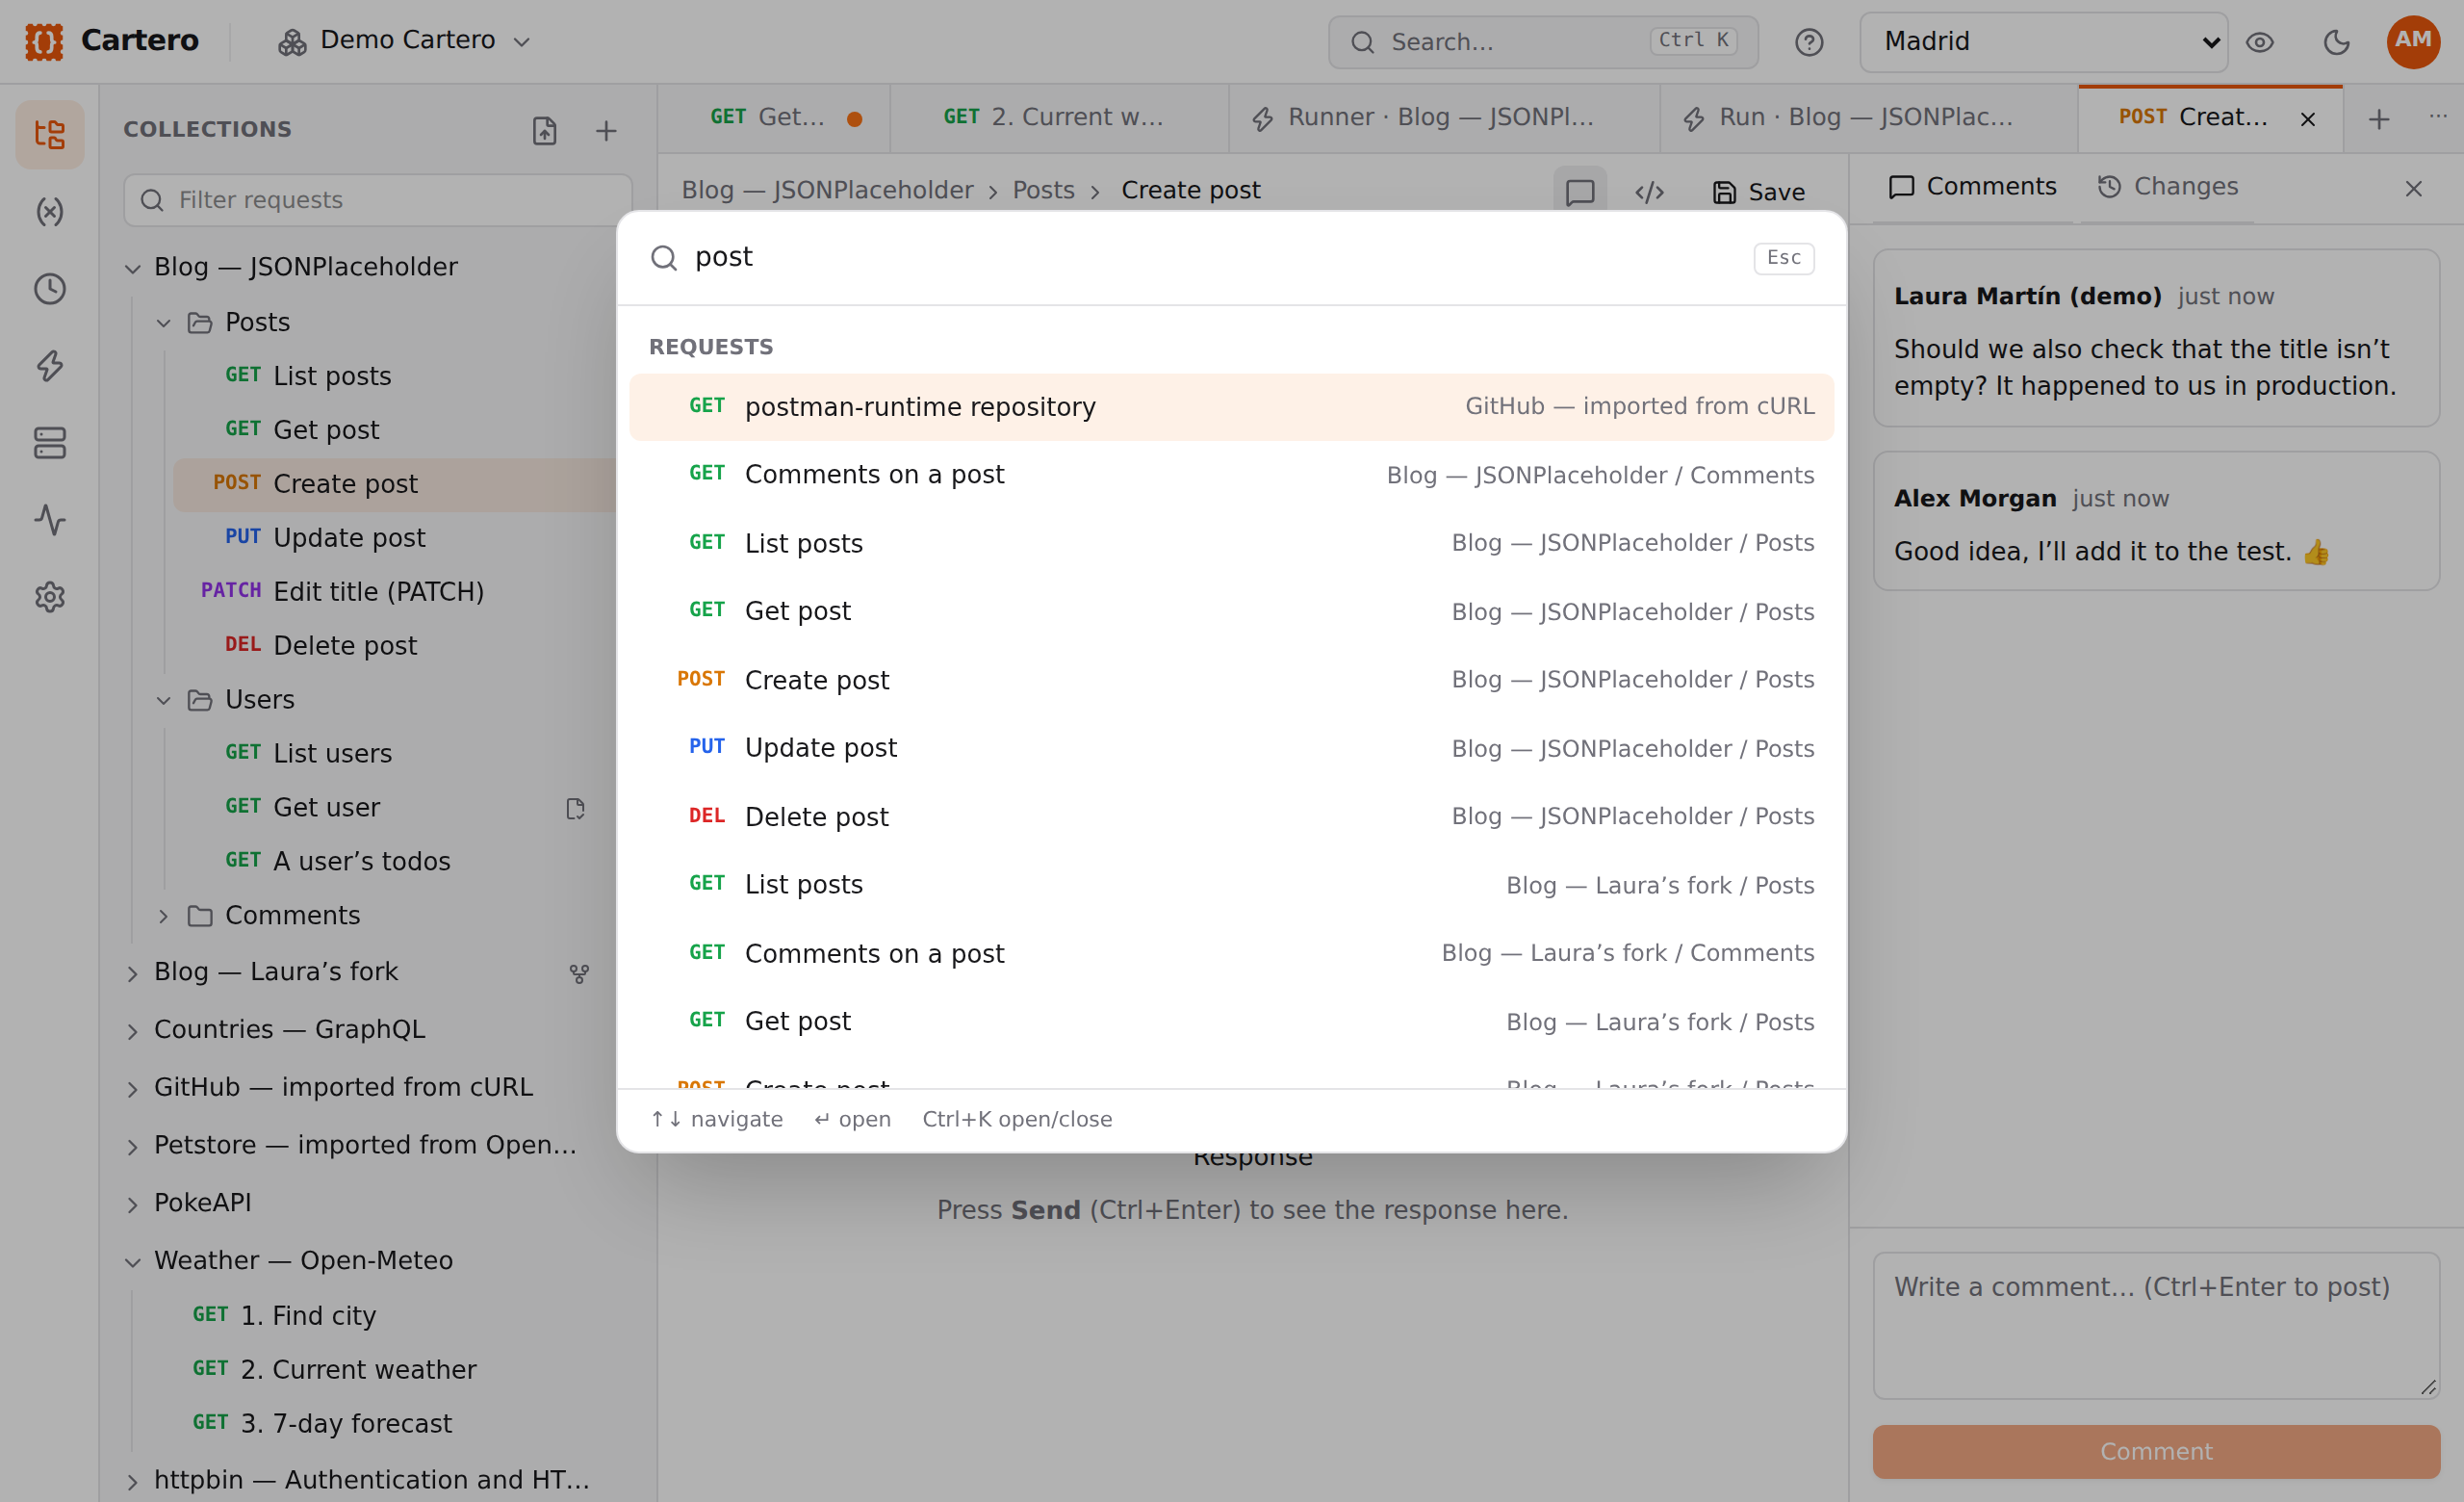 Cartero
Demo Cartero
Search...
Ctrl K
Madrid
AM
COLLECTIONS
Filter requests
Blog — JSONPlaceholder
Posts
GET List posts
GET Get post
POST Create post
PUT Update post
PATCH Edit title (PATCH)
DEL Delete post
Users
GET List users
GET Get user
GET A user’s todos
Comments
Blog — Laura’s fork
Countries — GraphQL
GitHub — imported from cURL
Petstore — imported from Open...
PokeAPI
Weather — Open-Meteo
GET 1. Find city
GET 2. Current weather
GET 3. 7-day forecast
httpbin — Authentication and HT...
GET Get...
GET 2. Current w...
Runner · Blog — JSONPl...
Run · Blog — JSONPlac...
POST Creat...
Blog — JSONPlaceholder > Posts > Create post
Save
post
Esc
REQUESTS
GET postman-runtime repository GitHub — imported from cURL
GET Comments on a post Blog — JSONPlaceholder / Comments
GET List posts Blog — JSONPlaceholder / Posts
GET Get post Blog — JSONPlaceholder / Posts
POST Create post Blog — JSONPlaceholder / Posts
PUT Update post Blog — JSONPlaceholder / Posts
DEL Delete post Blog — JSONPlaceholder / Posts
GET List posts Blog — Laura’s fork / Posts
GET Comments on a post Blog — Laura’s fork / Comments
GET Get post Blog — Laura’s fork / Posts
POST Create post Blog — Laura’s fork / Posts
↑↓ navigate ↵ open Ctrl+K open/close
Response
Press Send (Ctrl+Enter) to see the response here.
Comments
Changes
Laura Martín (demo) just now
Should we also check that the title isn’t
empty? It happened to us in production.
Alex Morgan just now
Good idea, I’ll add it to the test. 👍
Write a comment... (Ctrl+Enter to post)
Comment